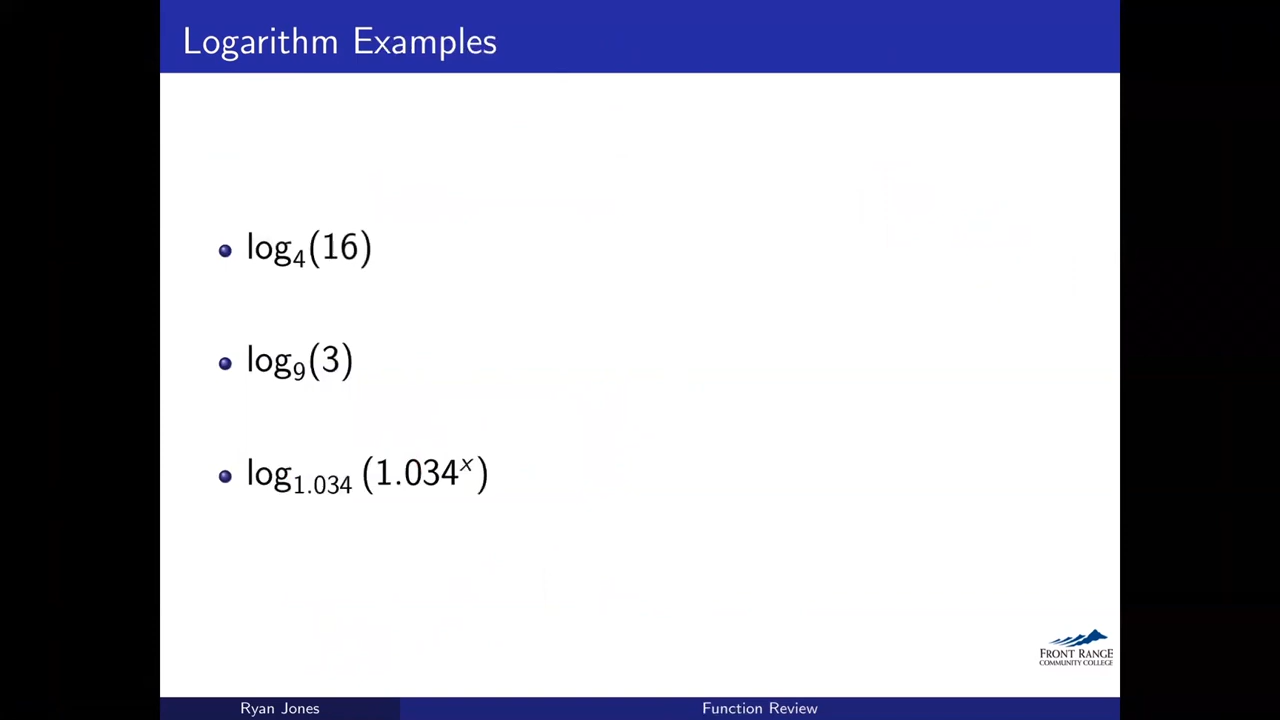 Logarithm Examples
log₄(16)
log₉(3)
log₁.₀₃₄ (1.034ˣ)
FRONT RANGE
COMMUNITY COLLEGE
Ryan Jones
Function Review